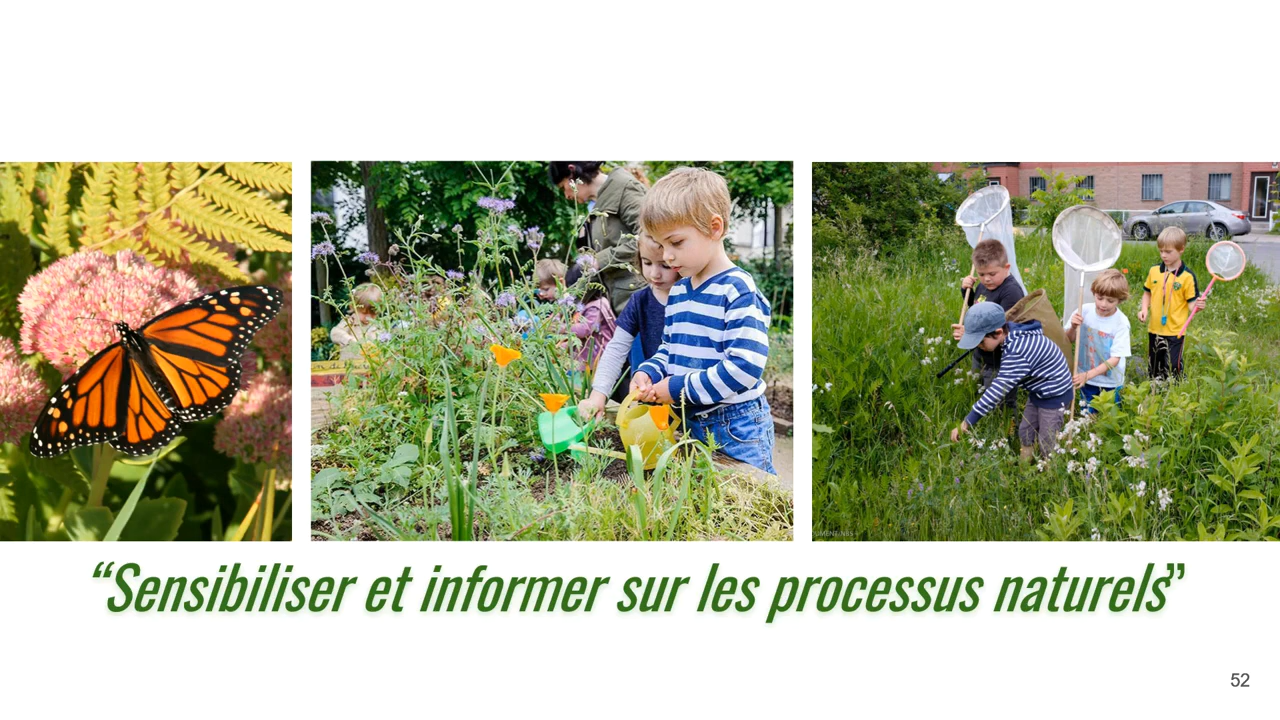 “Sensibiliser et informer sur les processus naturels”
52